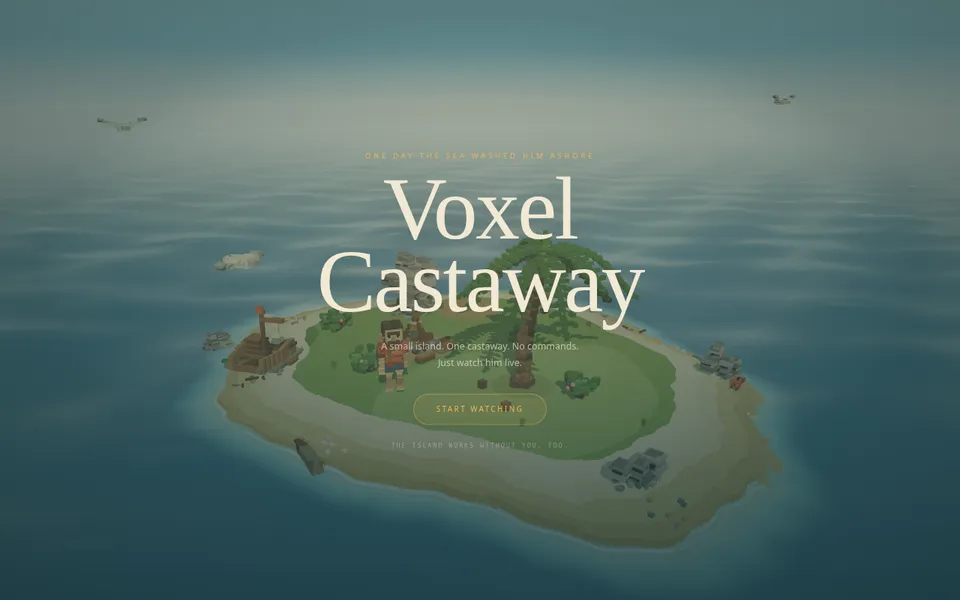 ONE DAY THE SEA WASHED HIM ASHORE
Voxel
Castaway
A small island. One castaway. No commands.
Just watch him live.
START WATCHING
THE ISLAND WORKS WITHOUT YOU, TOO